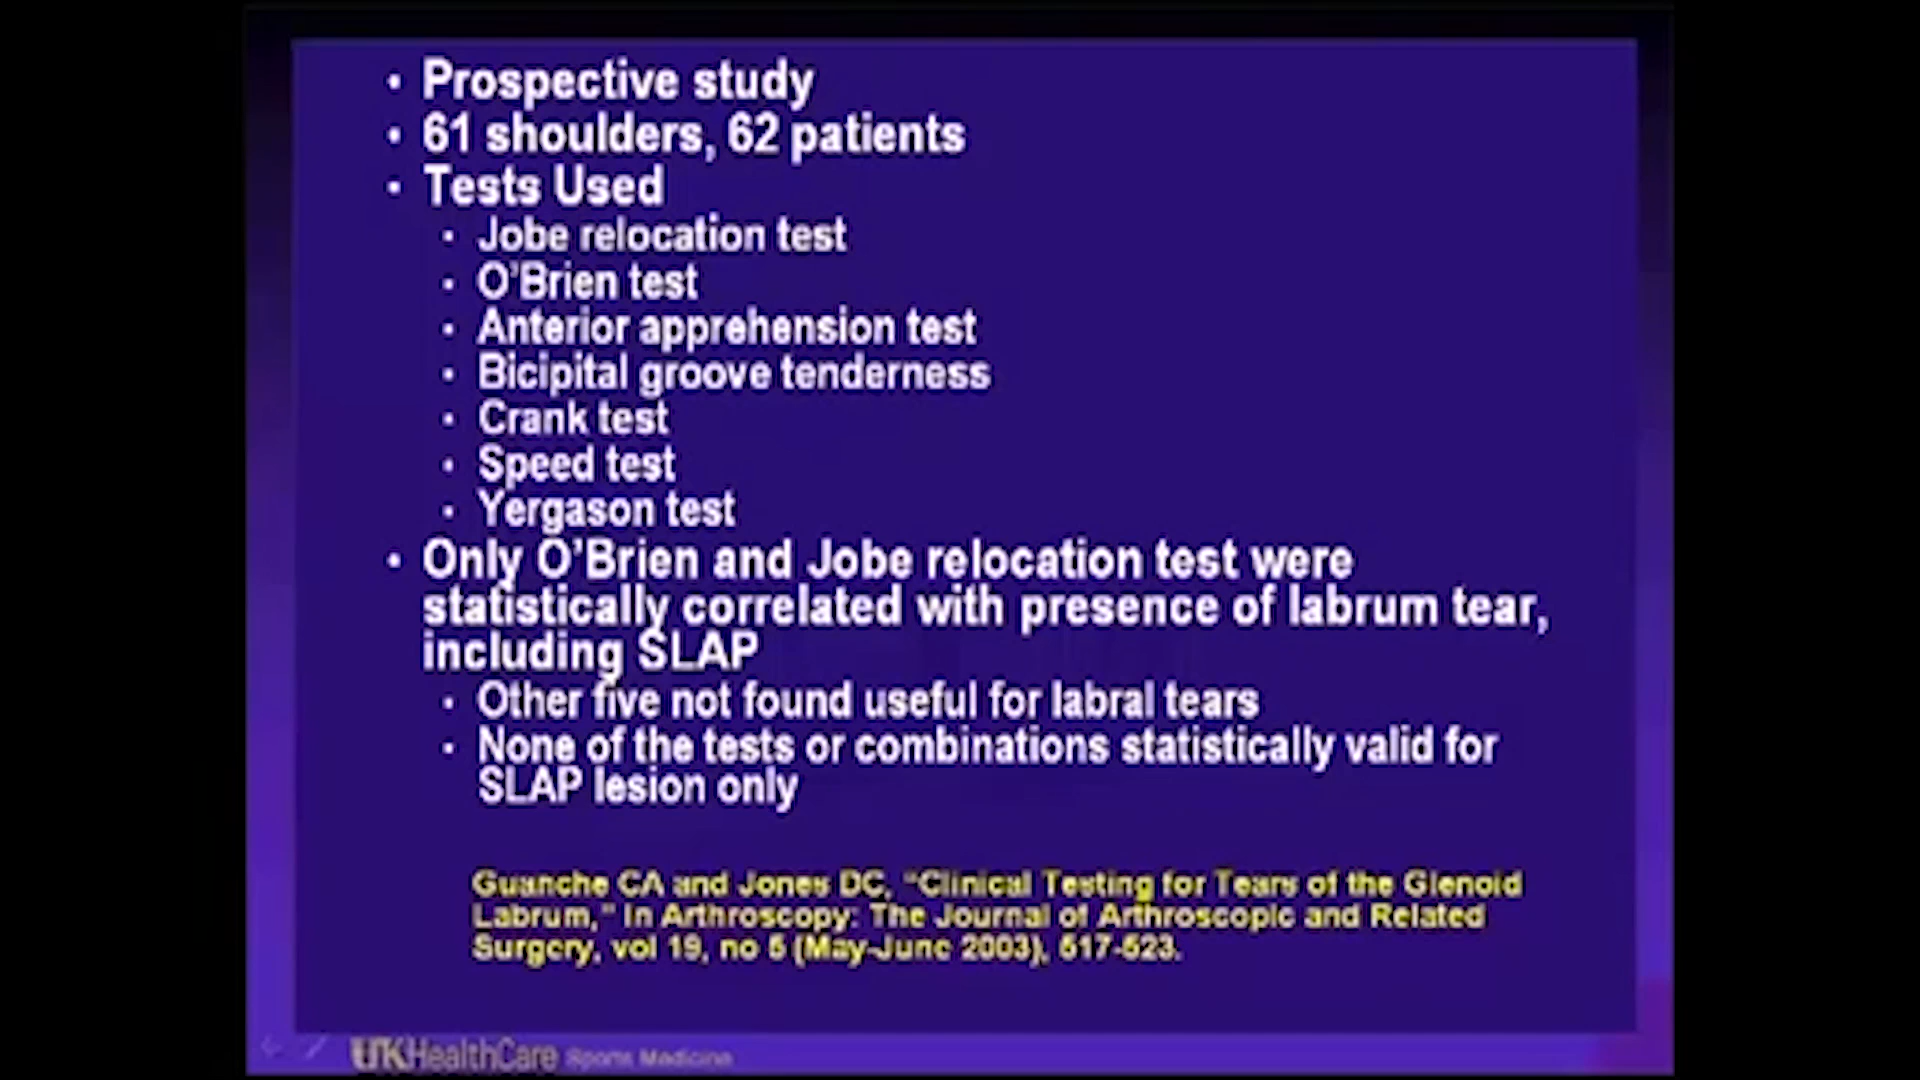 • Prospective study
• 61 shoulders, 62 patients
• Tests Used
• Jobe relocation test
• O'Brien test
• Anterior apprehension test
• Bicipital groove tenderness
• Crank test
• Speed test
• Yergason test
• Only O'Brien and Jobe relocation test were
statistically correlated with presence of labrum tear,
including SLAP
• Other five not found useful for labral tears
• None of the tests or combinations statistically valid for
SLAP lesion only
Guanche CA and Jones DC, "Clinical Testing for Tears of the Glenoid
Labrum," In Arthroscopy: The Journal of Arthroscopic and Related
Surgery, vol 19, no 5 (May-June 2003), 517-523.
UKHealthCare Sports Medicine